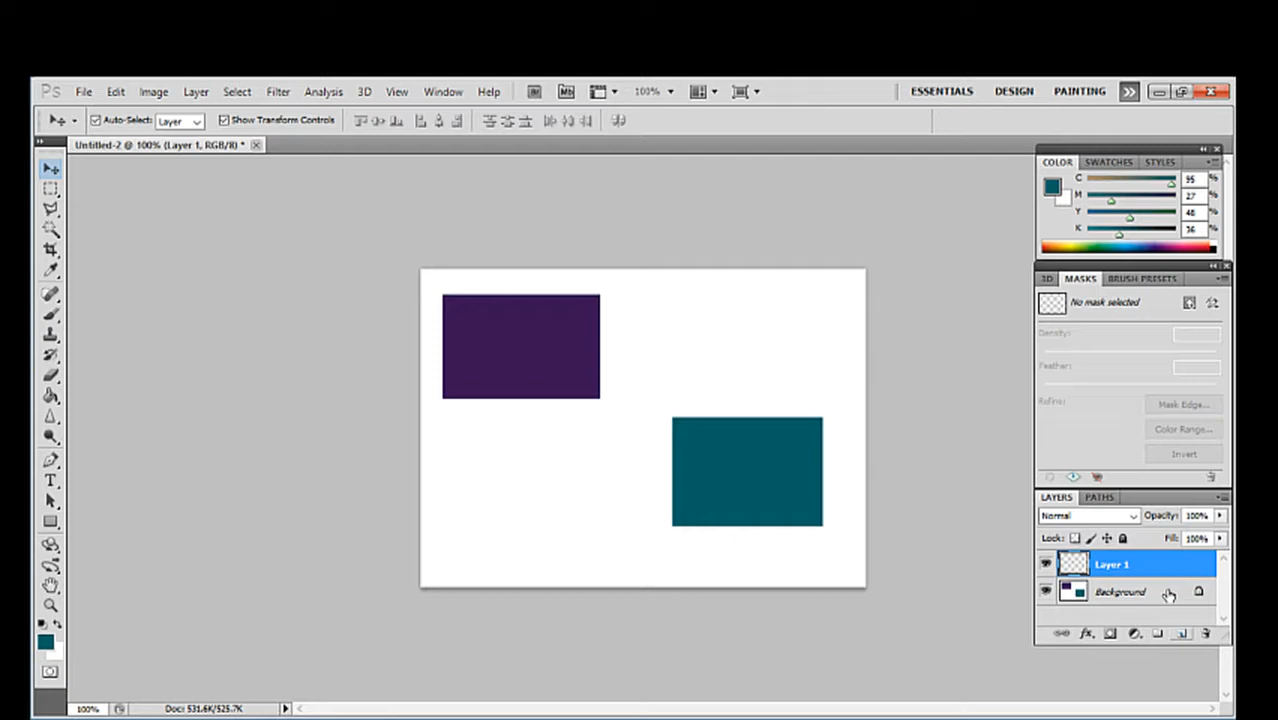 Ps File Edit Image Layer Select Filter Analysis 3D View Window Help Br Mb 100% ESSENTIALS DESIGN PAINTING
Auto-Select: Layer Show Transform Controls
Untitled-2 @ 100% (Layer 1, RGB/8) *
COLOR SWATCHES STYLES
C 95 %
M 27 %
Y 48 %
K 36 %
3D MASKS BRUSH PRESETS
No mask selected
Density:
Feather:
Refine: Mask Edge...
Color Range...
Invert
LAYERS PATHS
Normal Opacity: 100%
Lock: Fill: 100%
Layer 1
Background
T
fx
100% Doc: 531.6K/525.7K